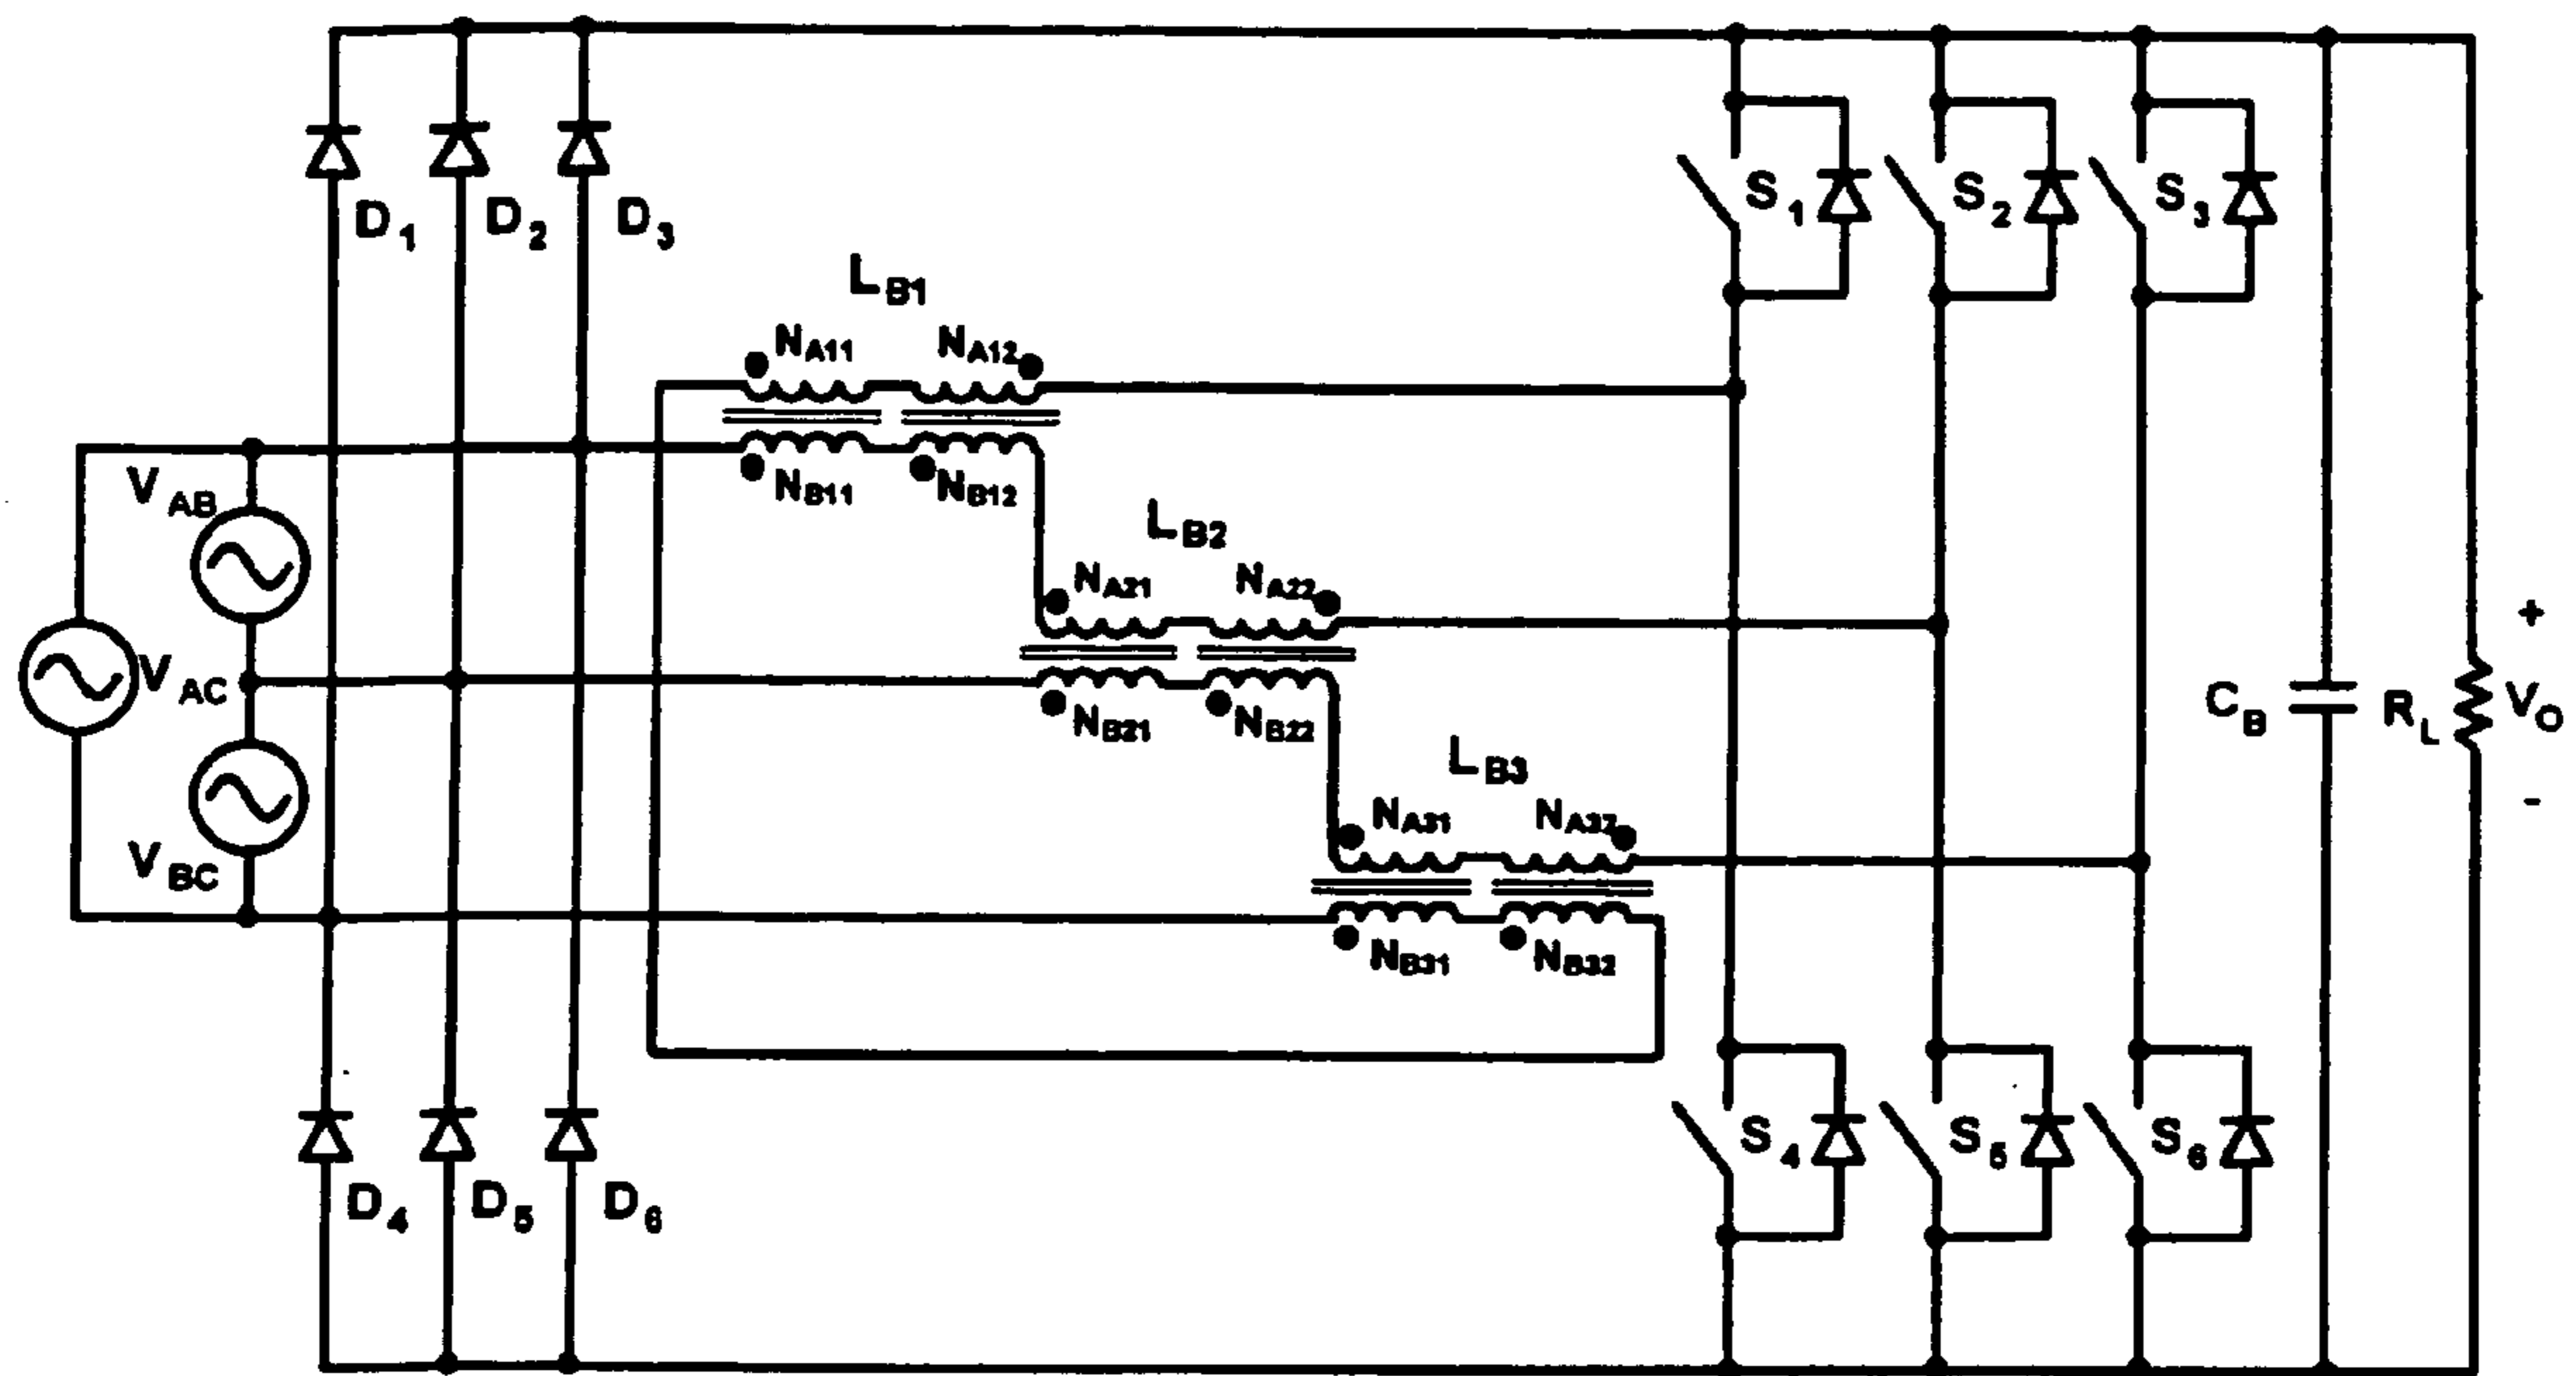 D1
D2
D3
S1
S2
S3
LB1
NA11
NA12
NB11
NB12
VAB
LB2
NA21
NA22
NB21
NB22
VAC
VBC
LB3
NA31
NA32
NB31
NB32
CB
RL
+
VO
-
D4
D5
D6
S4
S5
S6